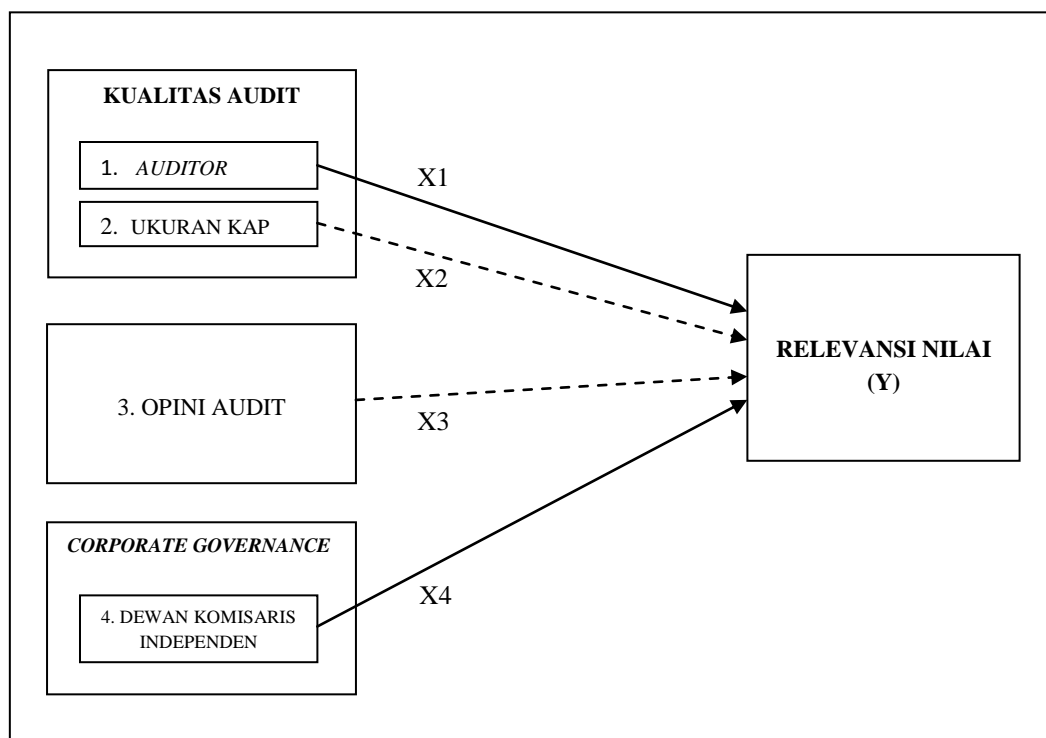 KUALITAS AUDIT
1. AUDITOR
2. UKURAN KAP
X1
X2
3. OPINI AUDIT
X3
CORPORATE GOVERNANCE
4. DEWAN KOMISARIS
INDEPENDEN
X4
RELEVANSI NILAI
(Y)